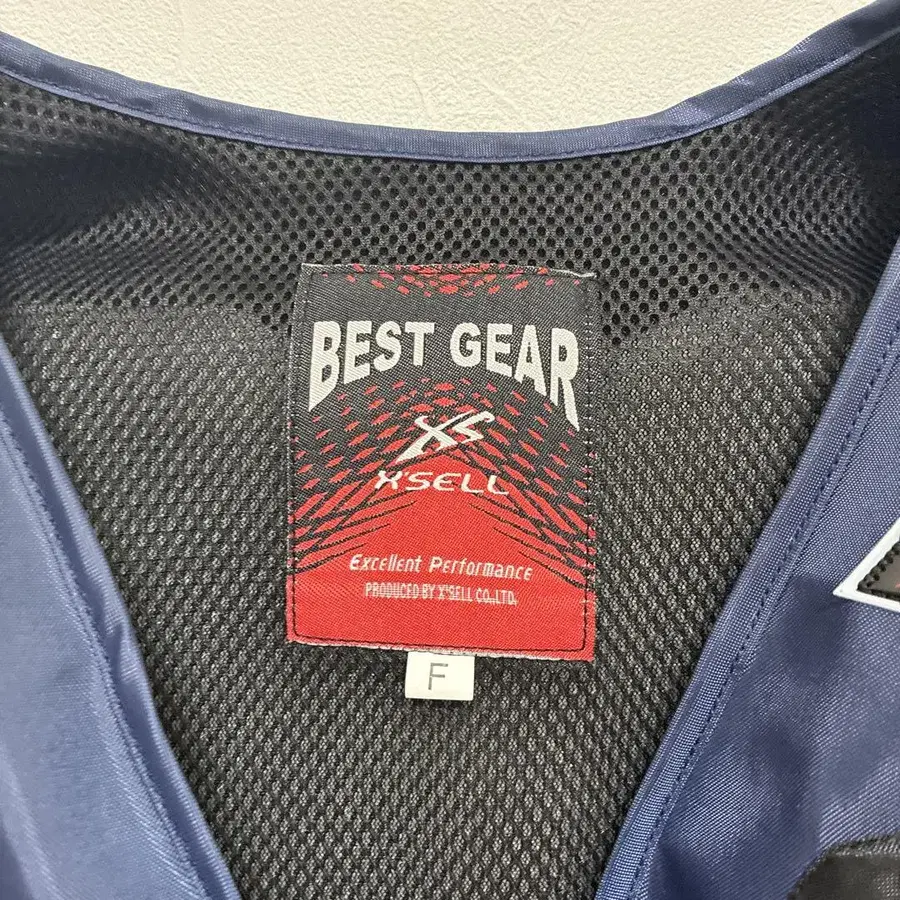 BEST GEAR
XS
X'SELL
Excellent Performance
PRODUCED BY X'SELL CO.,LTD.
F